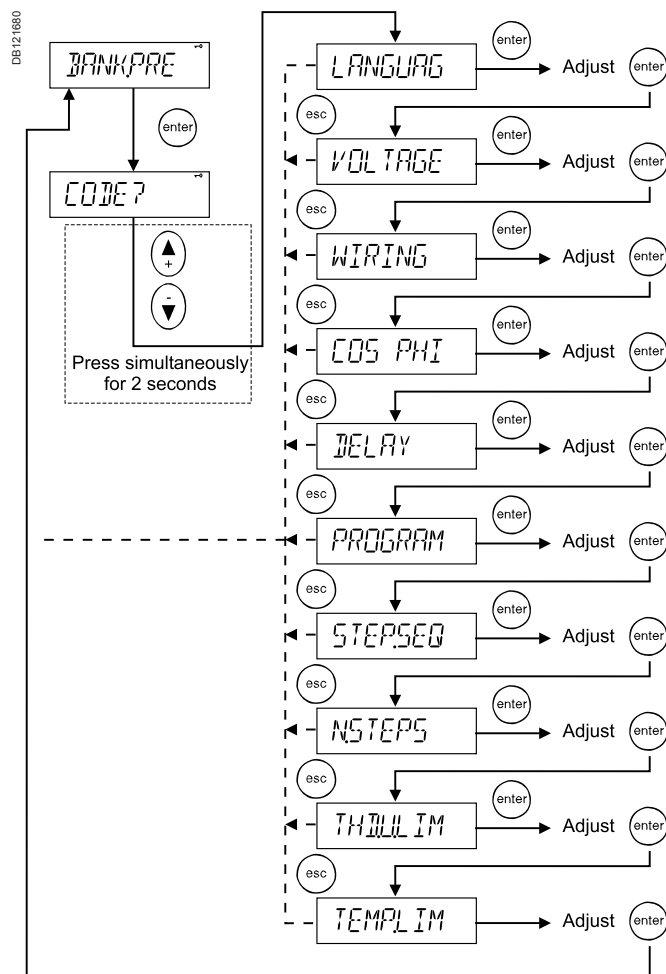 DB121680
BANK.PRE
enter
CODE?
+
-
Press simultaneously
for 2 seconds
LANGUAG
enter
Adjust
enter
esc
VOLTAGE
enter
Adjust
enter
esc
WIRING
enter
Adjust
enter
esc
COS PHI
enter
Adjust
enter
esc
DELAY
enter
Adjust
enter
esc
PROGRAM
enter
Adjust
enter
esc
STEP.SEQ
enter
Adjust
enter
esc
N.STEPS
enter
Adjust
enter
esc
THD.U.LIM
enter
Adjust
enter
esc
TEMP.LIM
Adjust
enter